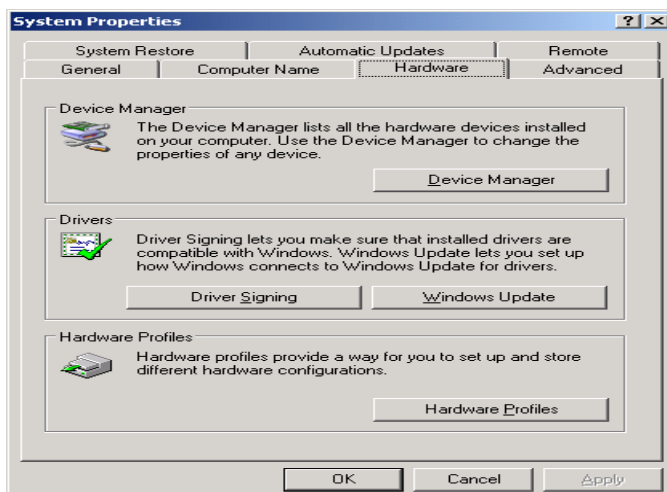 System Properties
System Restore
Automatic Updates
Remote
General
Computer Name
Hardware
Advanced
Device Manager
The Device Manager lists all the hardware devices installed
on your computer. Use the Device Manager to change the
properties of any device.
Device Manager
Drivers
Driver Signing lets you make sure that installed drivers are
compatible with Windows. Windows Update lets you set up
how Windows connects to Windows Update for drivers.
Driver Signing
Windows Update
Hardware Profiles
Hardware profiles provide a way for you to set up and store
different hardware configurations.
Hardware Profiles
OK
Cancel
Apply